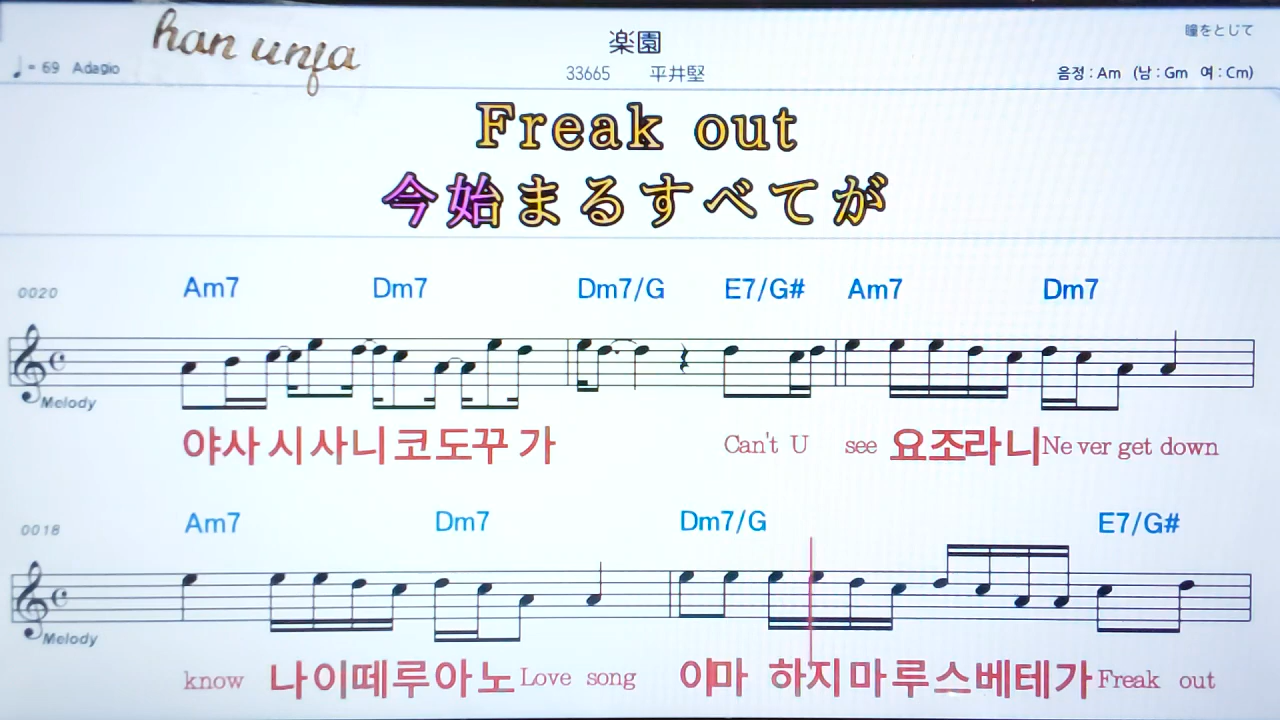 han unja
楽園
瞳をとじて
♩= 69 Adagio
33665 平井堅
음정 : Am (남 : Gm 여 : Cm)
Freak out
今始まるすべてが
0020 Am7 Dm7 Dm7/G E7/G# Am7 Dm7
Melody
야사 시 사니 코 도꾸 가 Can't U see 요조라니 Ne ver get down
0018 Am7 Dm7 Dm7/G E7/G#
Melody
know 나 이떼루아 노 Love song 이마 하지마루스베테가 Freak out